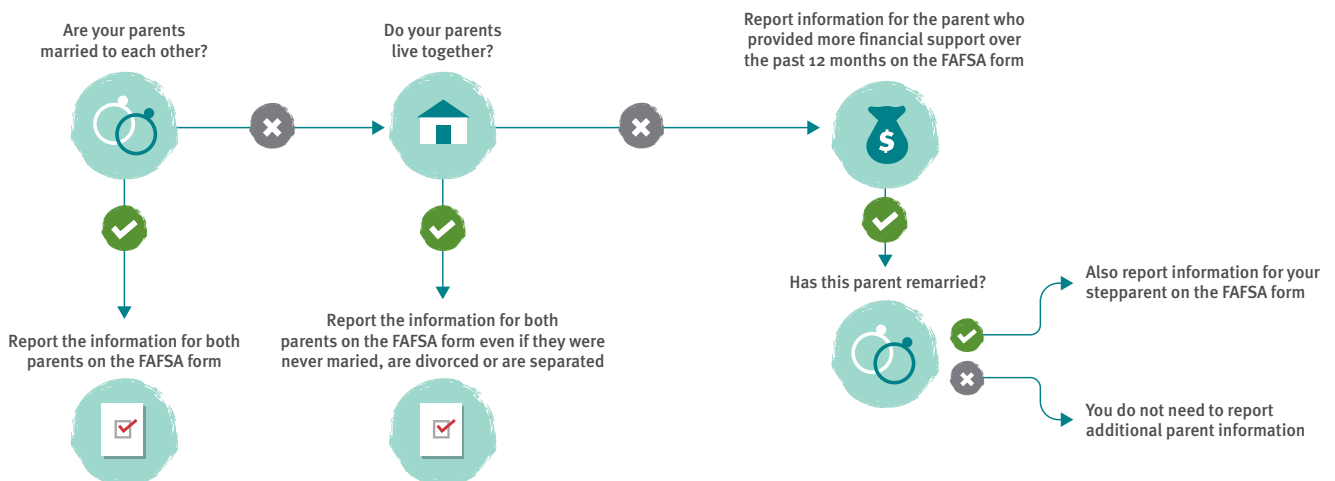 Are your parents
married to each other?
Do your parents
live together?
Report information for the parent who
provided more financial support over
the past 12 months on the FAFSA form
$
Has this parent remarried?
Also report information for your
stepparent on the FAFSA form
Report the information for both
parents on the FAFSA form
Report the information for both
parents on the FAFSA form even if they were
never maried, are divorced or are separated
You do not need to report
additional parent information